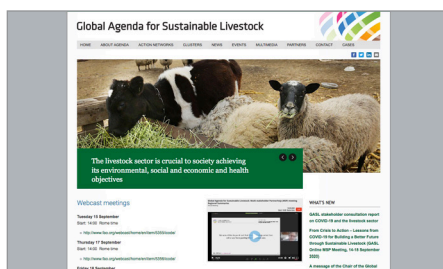 Global Agenda for Sustainable Livestock
HOME ABOUT AGENDA ACTION NETWORKS CLUSTERS NEWS EVENTS MULTIMEDIA PARTNERS CONTACT CASES
The livestock sector is crucial to society achieving
its environmental, social and economic and health
objectives
Webcast meetings
Tuesday 15 September
Start: 14:00 Rome time
Thursday 17 September
Start: 14:00 Rome time
Friday 18 September
WHAT'S NEW
GASL stakeholder consultation report
on COVID-19 and the livestock sector
From Crisis to Action – Lessons from
COVID-19 for Building a Better Future
through Sustainable Livestock (GASL
Online MSP Meeting, 14-18 September
2020)
A message of the Chair of the Global